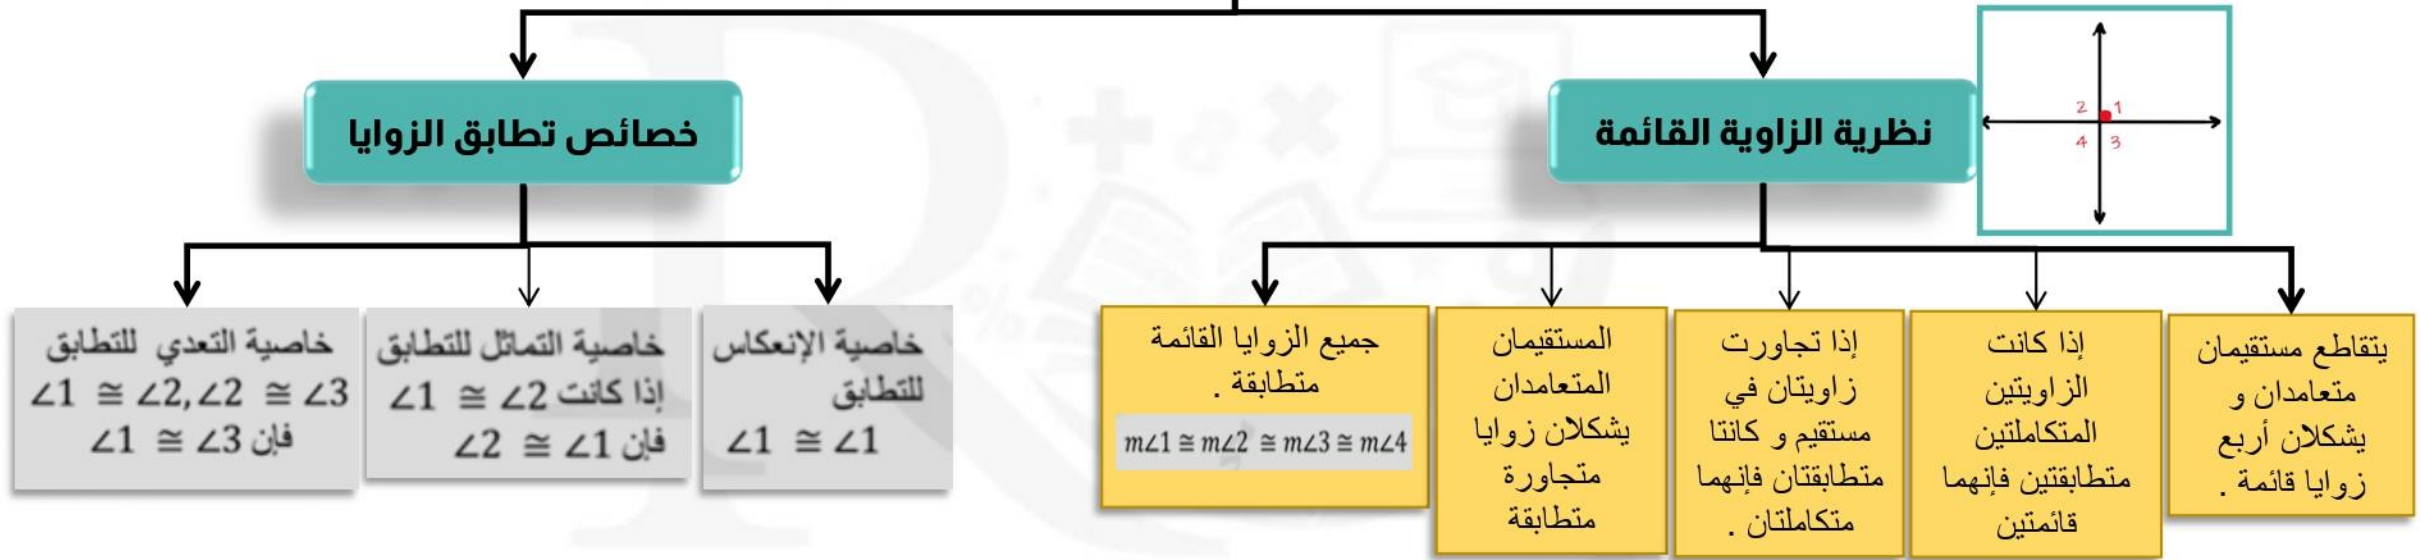 نظرية الزاوية القائمة
2 1
4 3
يتقاطع مستقيمان
متعامدان و
يشكلان أربع
زوايا قائمة .
إذا كانت
الزاويتين
المتكاملتين
متطابقتين فإنهما
قائمتين
إذا تجاورت
زاويتان في
مستقيم و كانتا
متطابقتان فإنهما
متكاملتان .
المستقيمان
المتعامدان
يشكلان زوايا
متجاورة
متطابقة
جميع الزوايا القائمة
متطابقة .
m∠1 ≅ m∠2 ≅ m∠3 ≅ m∠4
خصائص تطابق الزوايا
خاصية الإنعكاس
للتطابق
∠1 ≅ ∠1
خاصية التماثل للتطابق
إذا كانت ∠1 ≅ ∠2
فإن ∠2 ≅ ∠1
خاصية التعدي للتطابق
∠1 ≅ ∠2,∠2 ≅ ∠3
فإن ∠1 ≅ ∠3